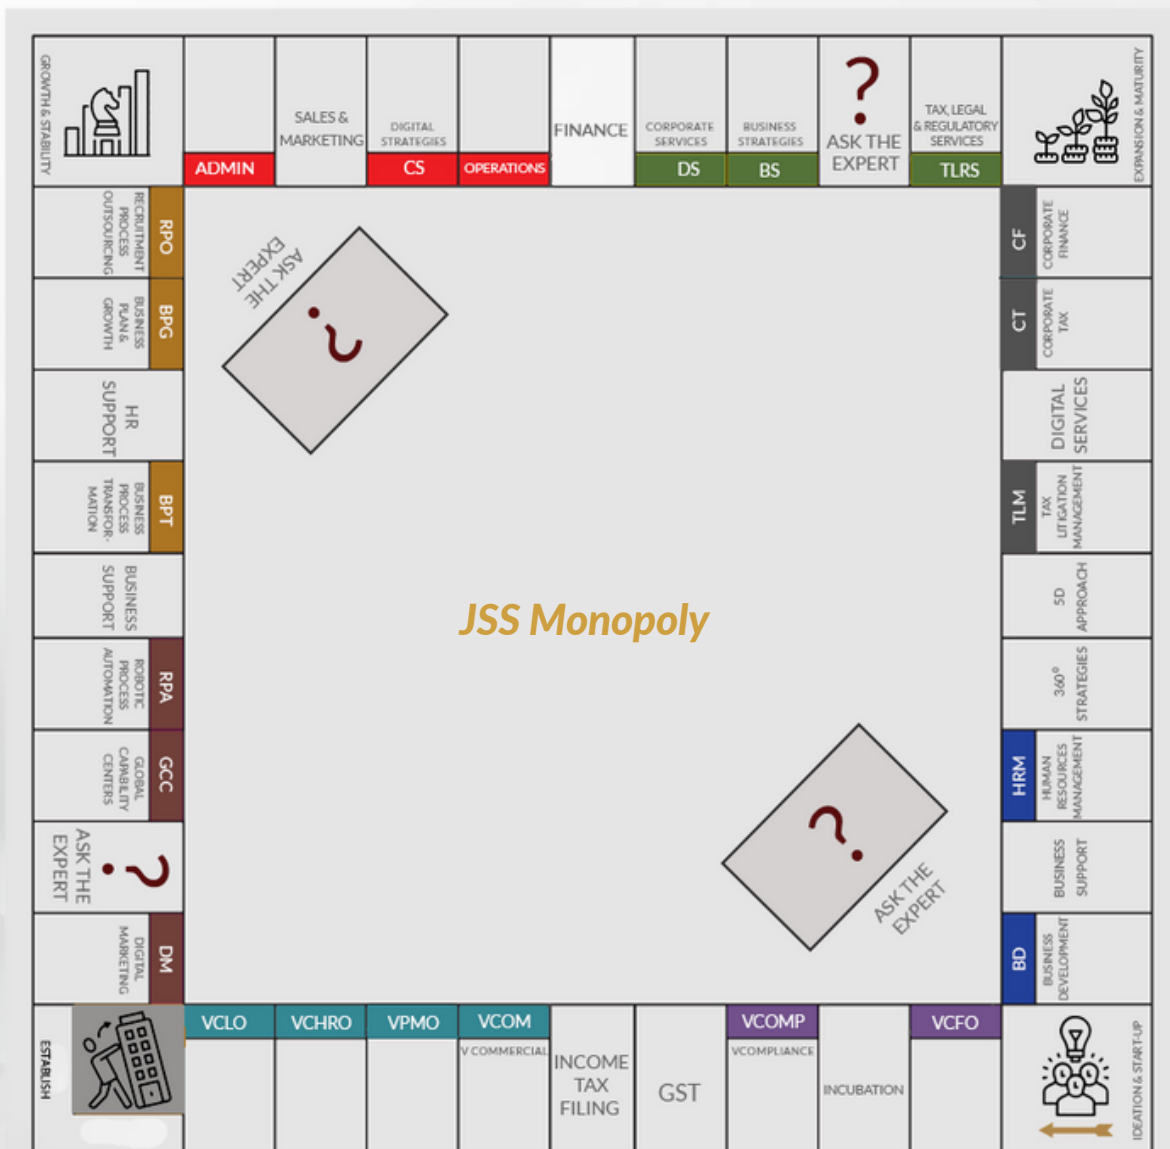 GROWTH & STABILITY
ADMIN
SALES &
MARKETING
DIGITAL
STRATEGIES
CS
OPERATIONS
FINANCE
CORPORATE
SERVICES
DS
BUSINESS
STRATEGIES
BS
?
ASK THE
EXPERT
TAX, LEGAL
& REGULATORY
SERVICES
TLRS
EXPANSION & MATURITY
CF
CORPORATE
FINANCE
CT
CORPORATE
TAX
DIGITAL
SERVICES
TLM
TAX
LITIGATION
MANAGEMENT
5D
APPROACH
360°
STRATEGIES
HRM
HUMAN
RESOURCES
MANAGEMENT
BUSINESS
SUPPORT
BD
BUSINESS
DEVELOPMENT
IDEATION & START-UP
VCFO
INCUBATION
VCOMP
VCOMPLIANCE
GST
INCOME
TAX
FILING
VCOM
V COMMERCIAL
VPMO
VCHRO
VCLO
ESTABLISH
DM
DIGITAL
MARKETING
?
ASK THE
EXPERT
GCC
GLOBAL
CAPABILITY
CENTERS
RPA
ROBOTIC
PROCESS
AUTOMATION
BUSINESS
SUPPORT
BPT
BUSINESS
PROCESS
TRANSFOR-
MATION
HR
SUPPORT
BPG
BUSINESS
PLAN &
GROWTH
RPO
RECRUITMENT
PROCESS
OUTSOURCING
ASK THE
EXPERT
?
JSS Monopoly
?
ASK THE
EXPERT